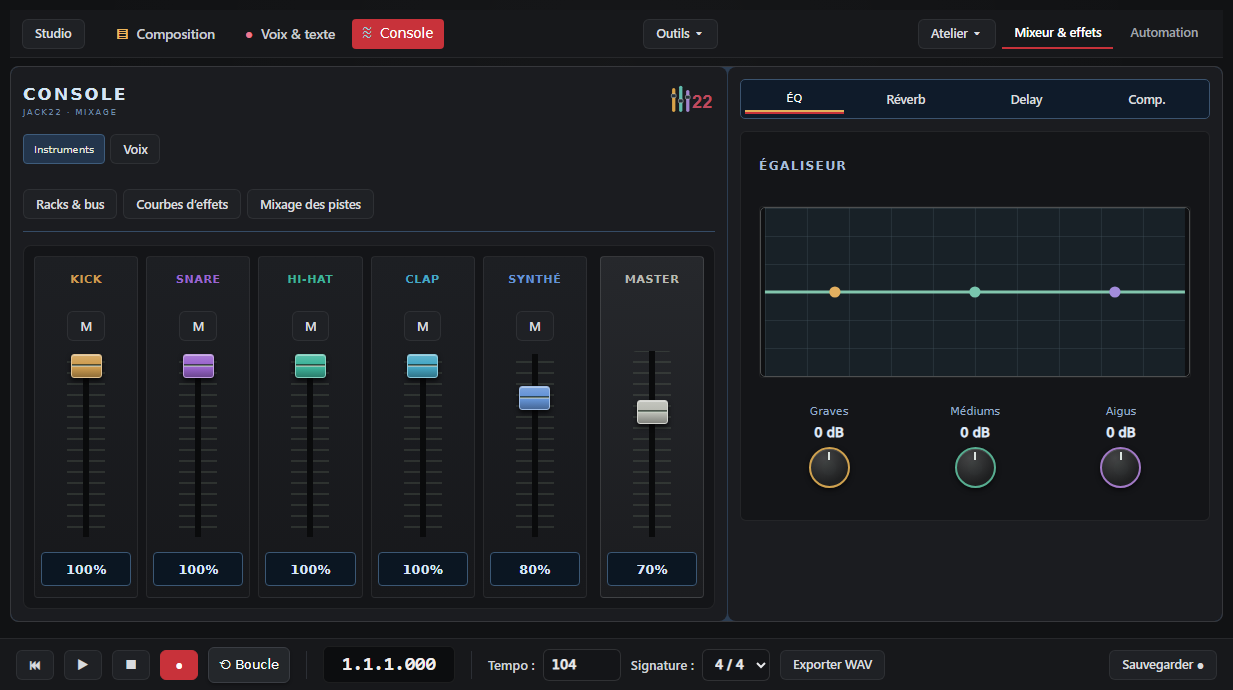 Studio Composition Voix & texte Console Outils Atelier Mixeur & effets Automation
CONSOLE
JACK22 · MIXAGE
22
Instruments Voix
Racks & bus Courbes d'effets Mixage des pistes
KICK SNARE HI-HAT CLAP SYNTHÉ MASTER
M M M M M
100% 100% 100% 100% 80% 70%
ÉQ Réverb Delay Comp.
ÉGALISEUR
Graves Médiums Aigus
0 dB 0 dB 0 dB
Boucle 1.1.1.000 Tempo : 104 Signature : 4 / 4 Exporter WAV Sauvegarder